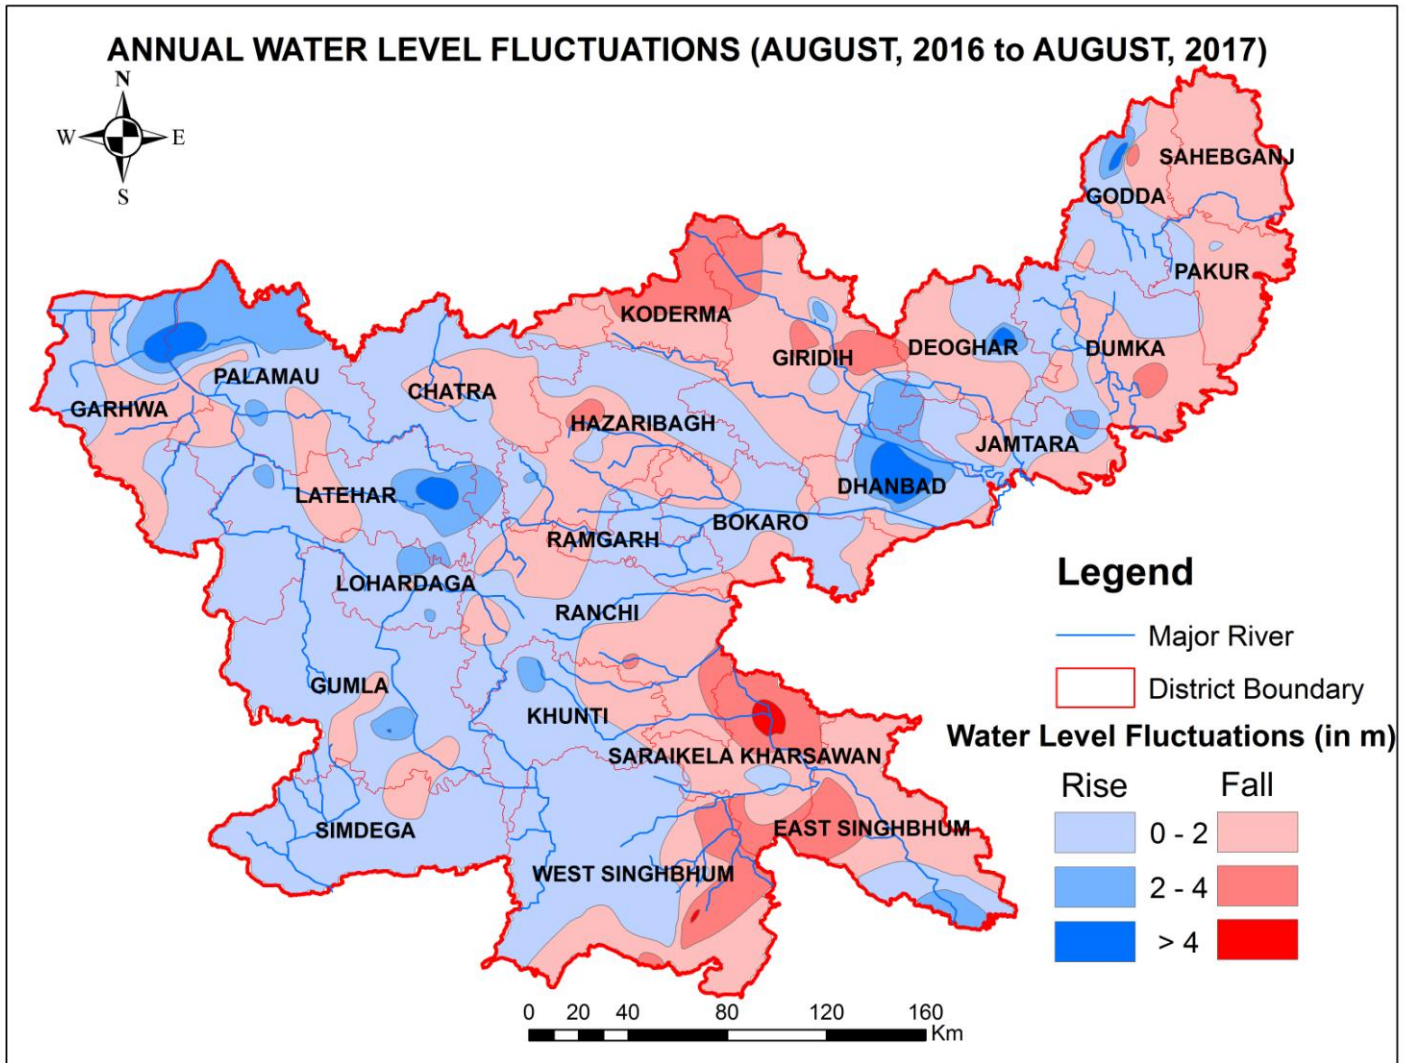 ANNUAL WATER LEVEL FLUCTUATIONS (AUGUST, 2016 to AUGUST, 2017)
N
W E
S
SAHEBGANJ
GODDA
PAKUR
KODERMA
GIRIDIH
DEOGHAR
DUMKA
PALAMAU
CHATRA
GARHWA
HAZARIBAGH
JAMTARA
LATEHAR
DHANBAD
BOKARO
RAMGARH
LOHARDAGA
RANCHI
GUMLA
KHUNTI
SARAIKELA KHARSAWAN
SIMDEGA
EAST SINGHBHUM
WEST SINGHBHUM
Legend
Major River
District Boundary
Water Level Fluctuations (in m)
Rise Fall
0 - 2
2 - 4
> 4
0 20 40 80 120 160
Km